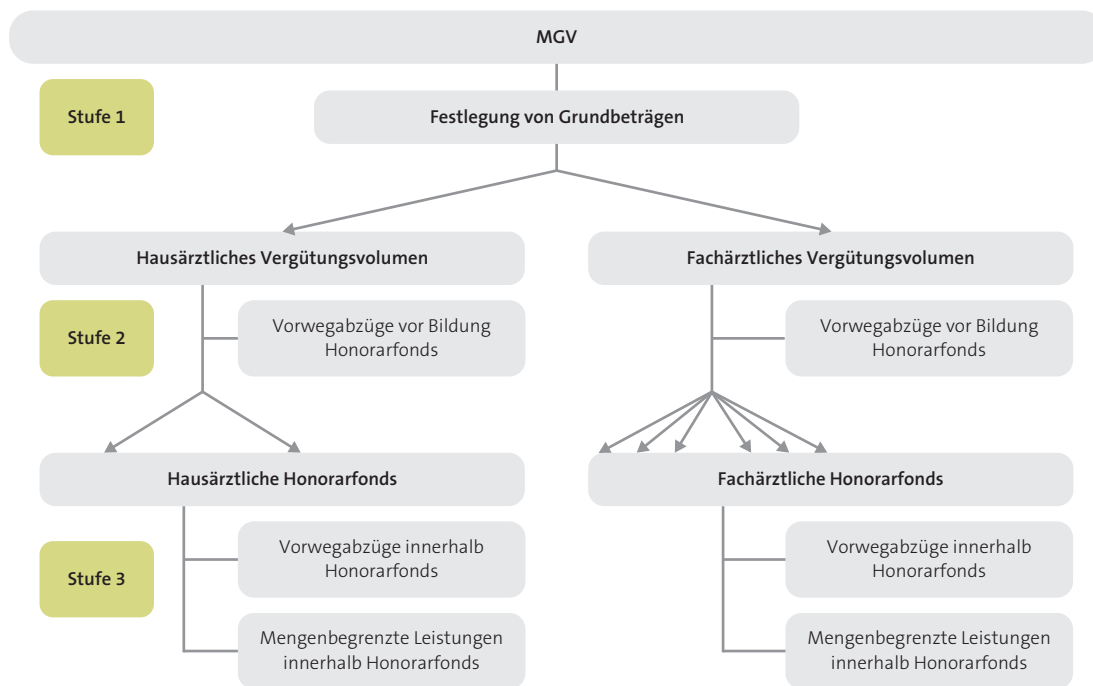 MGV
Stufe 1
Festlegung von Grundbeträgen
Hausärztliches Vergütungsvolumen
Fachärztliches Vergütungsvolumen
Stufe 2
Vorwegabzüge vor Bildung
Honorarfonds
Vorwegabzüge vor Bildung
Honorarfonds
Hausärztliche Honorarfonds
Fachärztliche Honorarfonds
Stufe 3
Vorwegabzüge innerhalb
Honorarfonds
Vorwegabzüge innerhalb
Honorarfonds
Mengenbegrenzte Leistungen
innerhalb Honorarfonds
Mengenbegrenzte Leistungen
innerhalb Honorarfonds